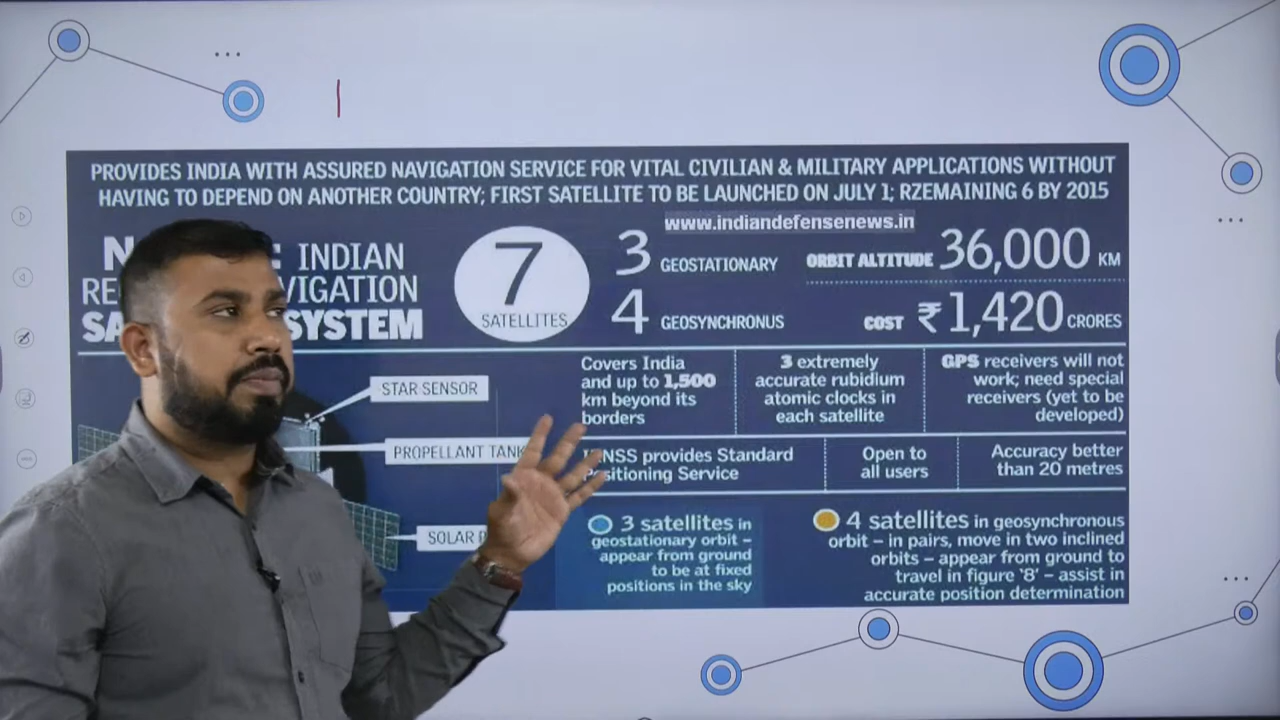 PROVIDES INDIA WITH ASSURED NAVIGATION SERVICE FOR VITAL CIVILIAN & MILITARY APPLICATIONS WITHOUT
HAVING TO DEPEND ON ANOTHER COUNTRY; FIRST SATELLITE TO BE LAUNCHED ON JULY 1; RZEMAINING 6 BY 2015
www.indiandefensenews.in
INDIAN
SYSTEM
7
SATELLITES
3 GEOSTATIONARY
4 GEOSYNCHRONUS
ORBIT ALTITUDE 36,000 KM
COST ₹1,420 CRORES
STAR SENSOR
PROPELLANT
SOLAR
Covers India
and up to 1,500
km beyond its
borders
3 extremely
accurate rubidium
atomic clocks in
each satellite
GPS receivers will not
work; need special
receivers (yet to be
developed)
provides Standard
Service
Open to
all users
Accuracy better
than 20 metres
3 satellites in
geostationary orbit –
appear from ground
to be at fixed
positions in the sky
4 satellites in geosynchronous
orbit – in pairs, move in two inclined
orbits – appear from ground to
travel in figure '8' – assist in
accurate position determination